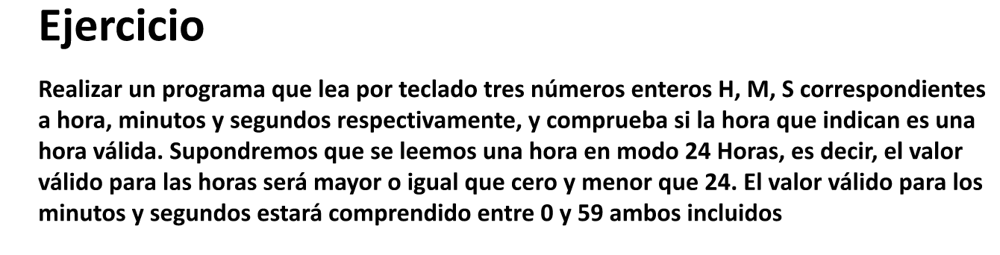 Ejercicio
Realizar un programa que lea por teclado tres números enteros H, M, S correspondientes
a hora, minutos y segundos respectivamente, y comprueba si la hora que indican es una
hora válida. Supondremos que se leemos una hora en modo 24 Horas, es decir, el valor
válido para las horas será mayor o igual que cero y menor que 24. El valor válido para los
minutos y segundos estará comprendido entre 0 y 59 ambos incluidos